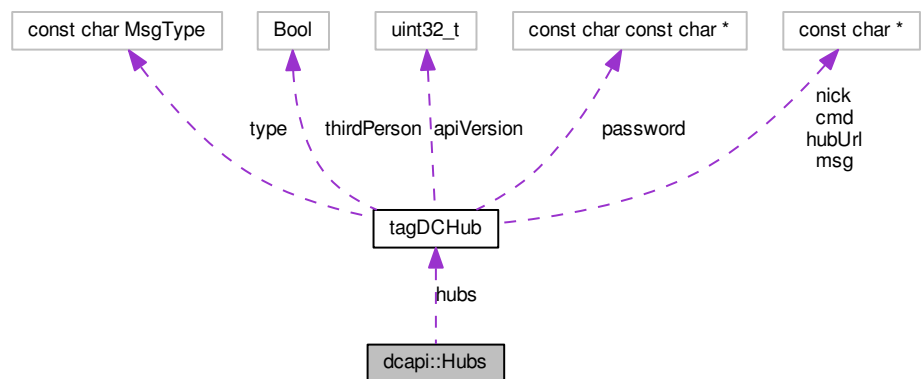 const char MsgType
Bool
uint32_t
const char const char *
const char *
type
thirdPerson
apiVersion
password
nick
cmd
hubUrl
msg
tagDCHub
hubs
dcapi::Hubs